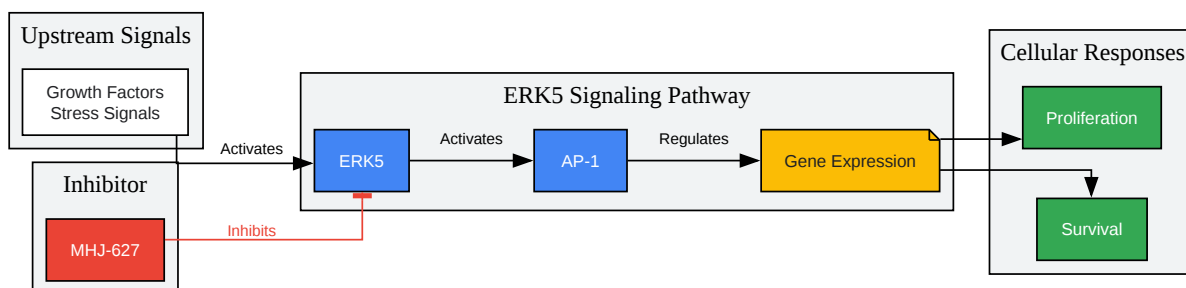 Upstream Signals
Growth Factors
Stress Signals
Activates
Inhibitor
MHJ-627
Inhibits
ERK5 Signaling Pathway
ERK5
Activates
AP-1
Regulates
Gene Expression
Cellular Responses
Proliferation
Survival